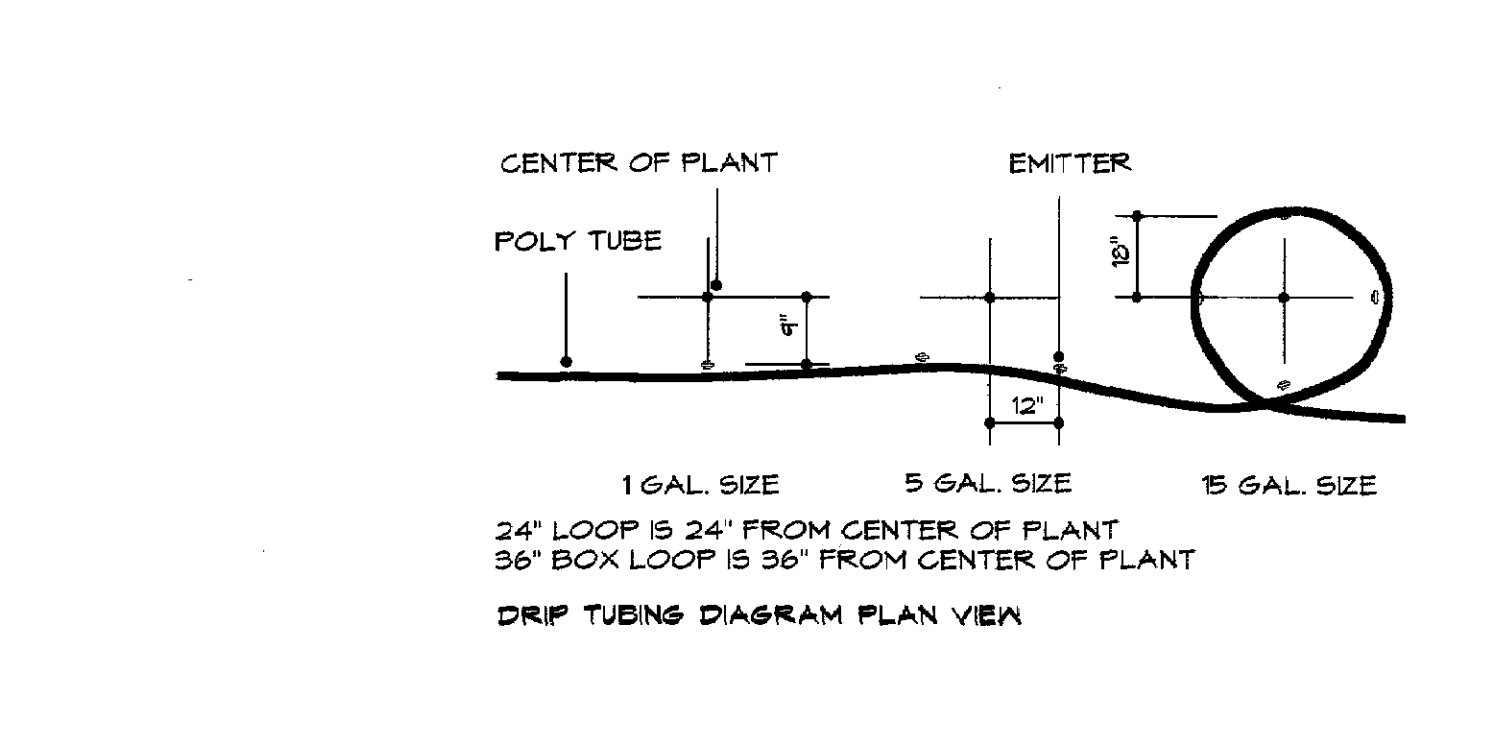 CENTER OF PLANT
EMITTER
POLY TUBE
18"
9"
12"
1 GAL. SIZE
5 GAL. SIZE
15 GAL. SIZE
24" LOOP IS 24" FROM CENTER OF PLANT
36" BOX LOOP IS 36" FROM CENTER OF PLANT
DRIP TUBING DIAGRAM PLAN VIEW